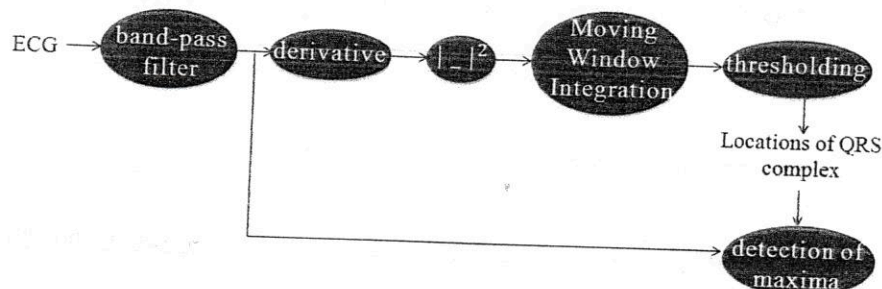 ECG
band-pass
filter
derivative
|_|²
Moving
Window
Integration
thresholding
Locations of QRS
complex
detection of
maxima